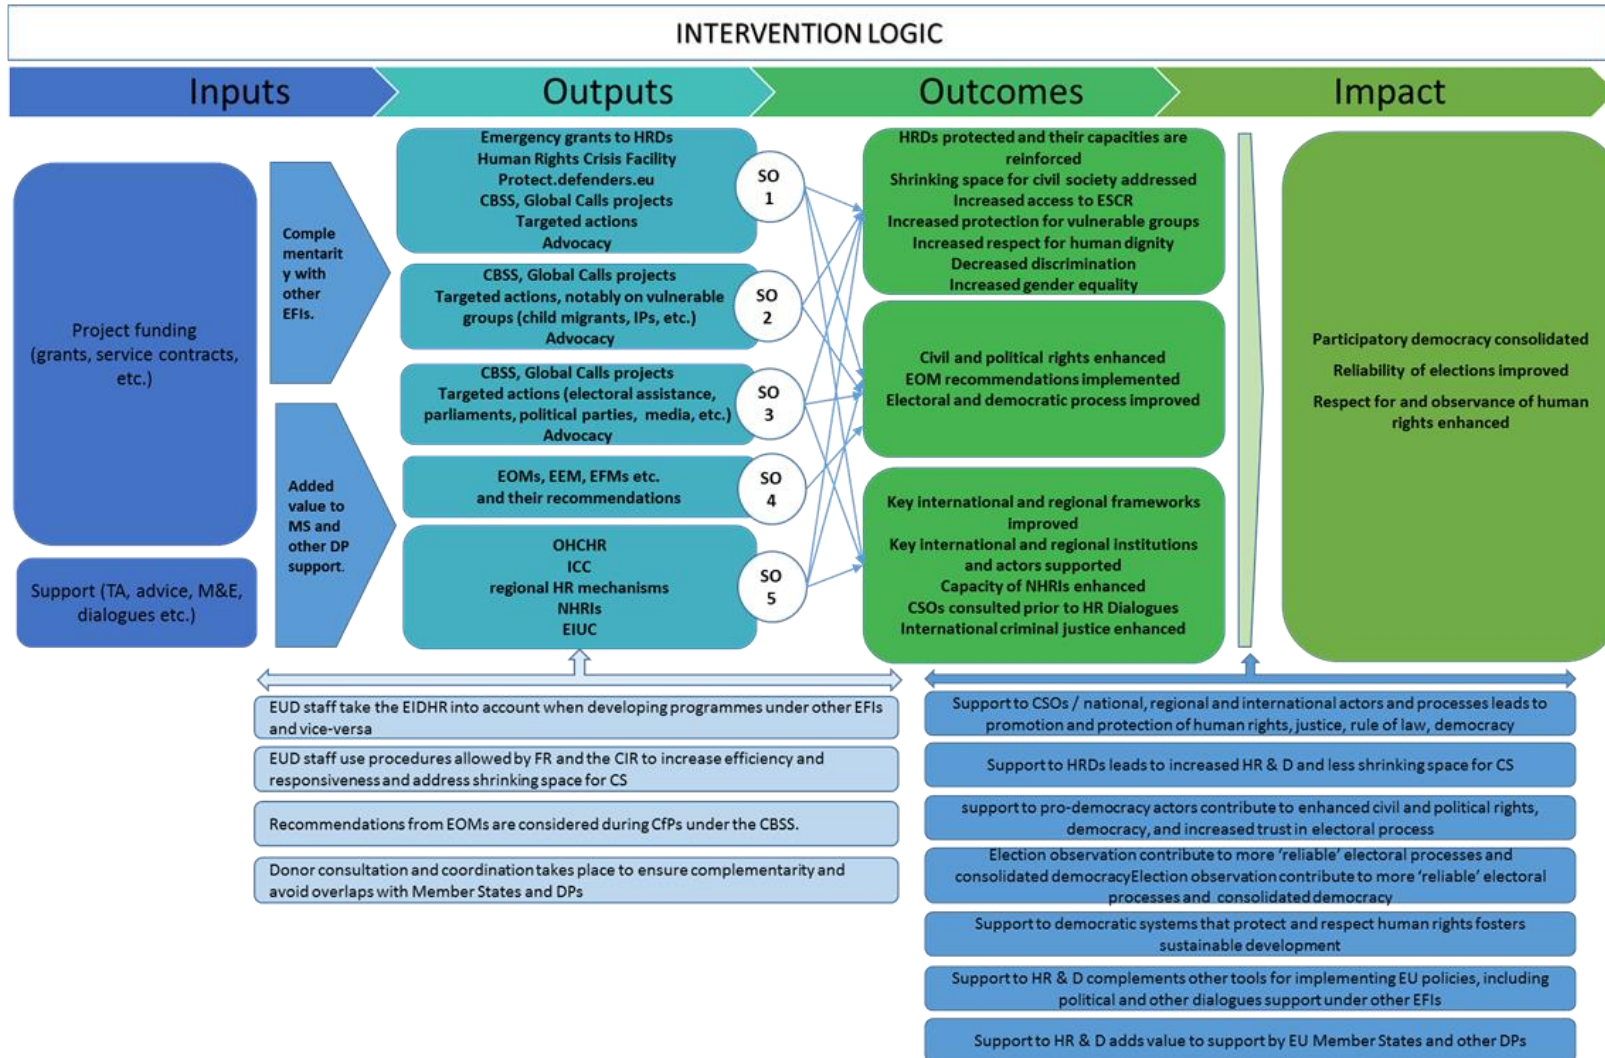 INTERVENTION LOGIC
Inputs
Outputs
Outcomes
Impact
Project funding
(grants, service contracts,
etc.)
Support (TA, advice, M&E,
dialogues etc.)
Comple
mentarit
y with
other
EFIs.
Added
value to
MS and
other DP
support.
Emergency grants to HRDs
Human Rights Crisis Facility
Protect.defenders.eu
CBSS, Global Calls projects
Targeted actions
Advocacy
SO
1
CBSS, Global Calls projects
Targeted actions, notably on vulnerable
groups (child migrants, IPs, etc.)
Advocacy
SO
2
CBSS, Global Calls projects
Targeted actions (electoral assistance,
parliaments, political parties, media, etc.)
Advocacy
SO
3
EOMs, EEM, EFMs etc.
and their recommendations
SO
4
OHCHR
ICC
regional HR mechanisms
NHRIs
EIUC
SO
5
HRDs protected and their capacities are
reinforced
Shrinking space for civil society addressed
Increased access to ESCR
Increased protection for vulnerable groups
Increased respect for human dignity
Decreased discrimination
Increased gender equality
Civil and political rights enhanced
EOM recommendations implemented
Electoral and democratic process improved
Key international and regional frameworks
improved
Key international and regional institutions
and actors supported
Capacity of NHRIs enhanced
CSOs consulted prior to HR Dialogues
International criminal justice enhanced
Participatory democracy consolidated
Reliability of elections improved
Respect for and observance of human
rights enhanced
EUD staff take the EIDHR into account when developing programmes under other EFIs
and vice-versa
EUD staff use procedures allowed by FR and the CIR to increase efficiency and
responsiveness and address shrinking space for CS
Recommendations from EOMs are considered during CfPs under the CBSS.
Donor consultation and coordination takes place to ensure complementarity and
avoid overlaps with Member States and DPs
Support to CSOs / national, regional and international actors and processes leads to
promotion and protection of human rights, justice, rule of law, democracy
Support to HRDs leads to increased HR & D and less shrinking space for CS
support to pro-democracy actors contribute to enhanced civil and political rights,
democracy, and increased trust in electoral process
Election observation contribute to more ‘reliable’ electoral processes and
consolidated democracyElection observation contribute to more ‘reliable’ electoral
processes and consolidated democracy
Support to democratic systems that protect and respect human rights fosters
sustainable development
Support to HR & D complements other tools for implementing EU policies, including
political and other dialogues support under other EFIs
Support to HR & D adds value to support by EU Member States and other DPs